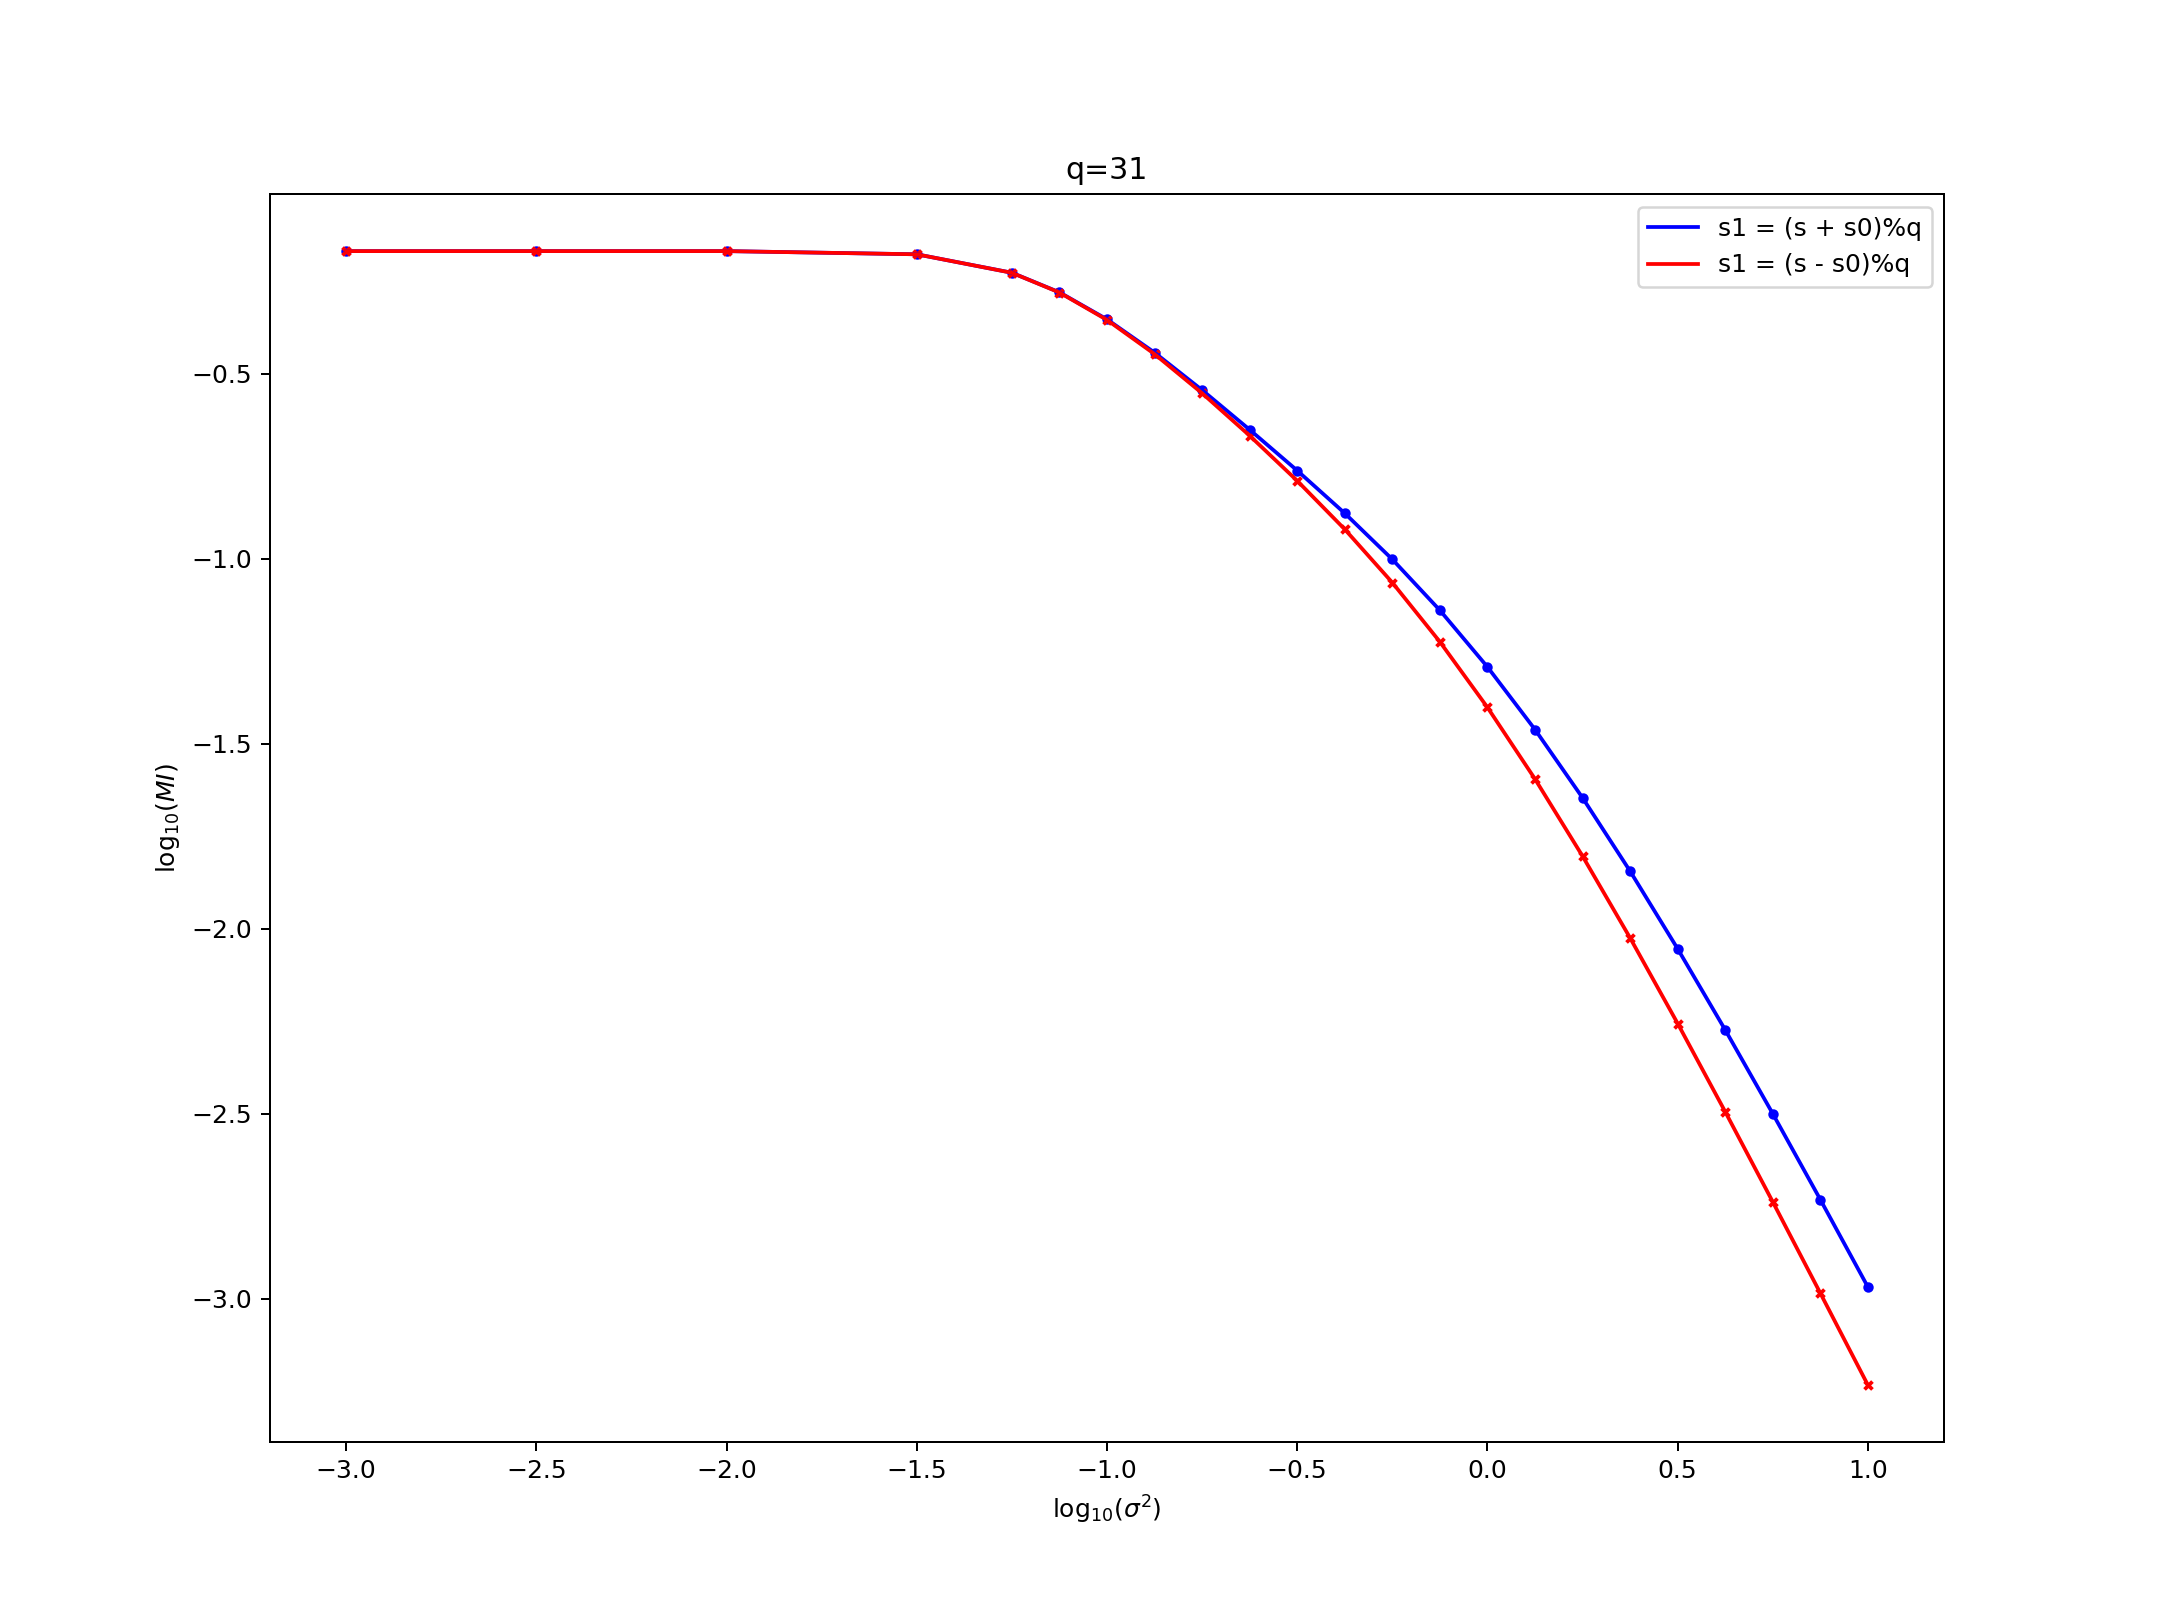 q=31
s1 = (s + s0)%q
s1 = (s - s0)%q
log₁₀(MI)
−0.5
−1.0
−1.5
−2.0
−2.5
−3.0
−3.0 −2.5 −2.0 −1.5 −1.0 −0.5 0.0 0.5 1.0
log₁₀(σ²)